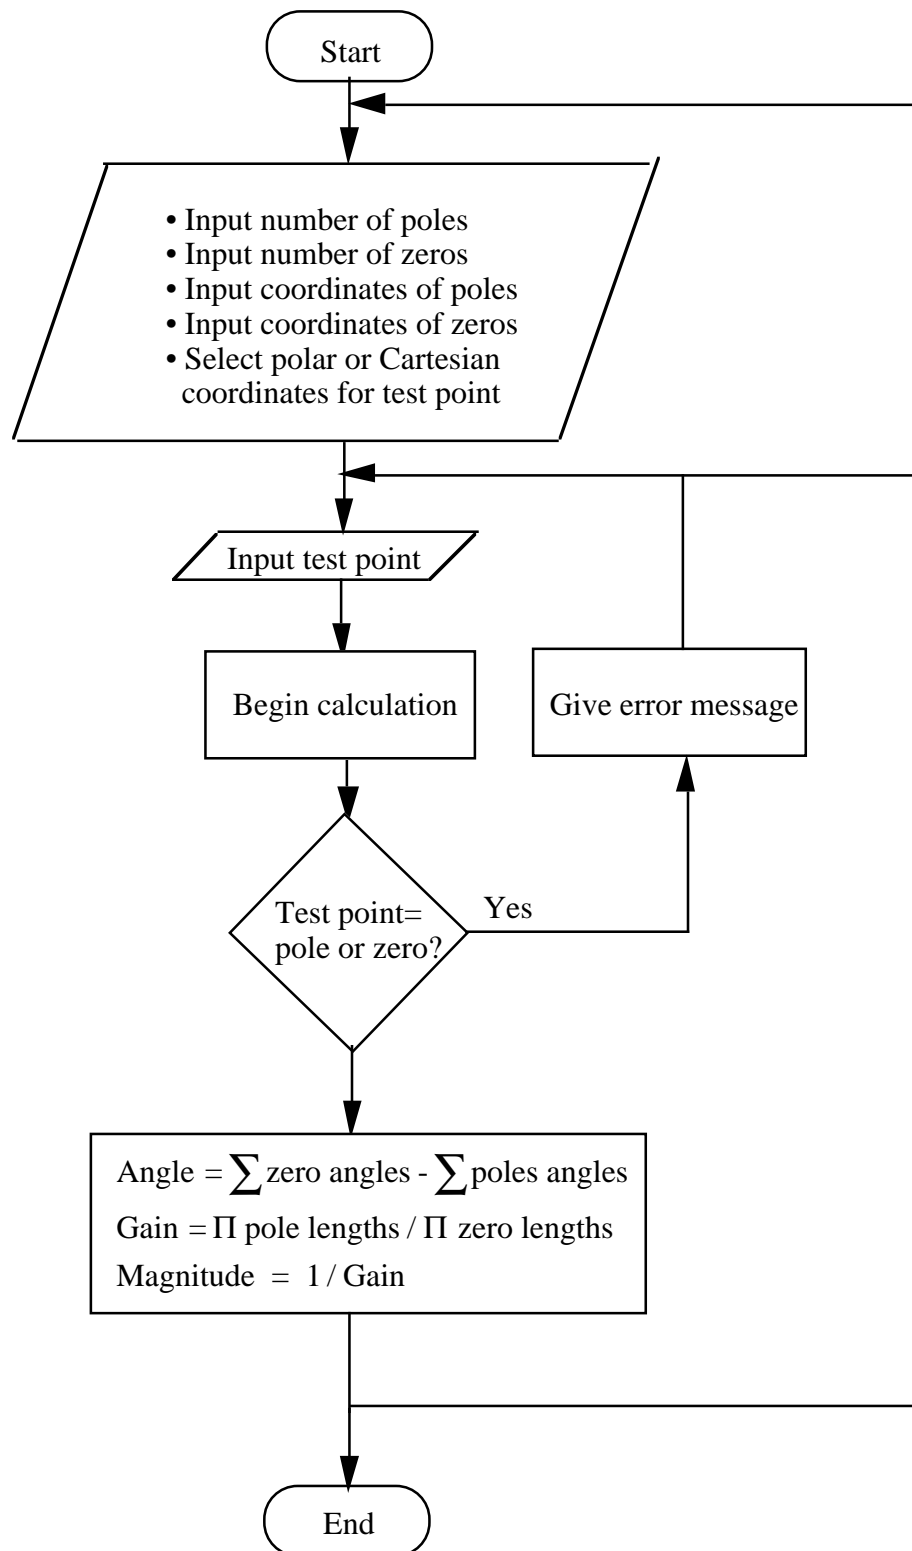 Start
• Input number of poles
• Input number of zeros
• Input coordinates of poles
• Input coordinates of zeros
• Select polar or Cartesian
coordinates for test point
Input test point
Begin calculation
Give error message
Test point=
pole or zero?
Yes
Angle = ∑ zero angles - ∑ poles angles
Gain = Π pole lengths / Π zero lengths
Magnitude = 1 / Gain
End